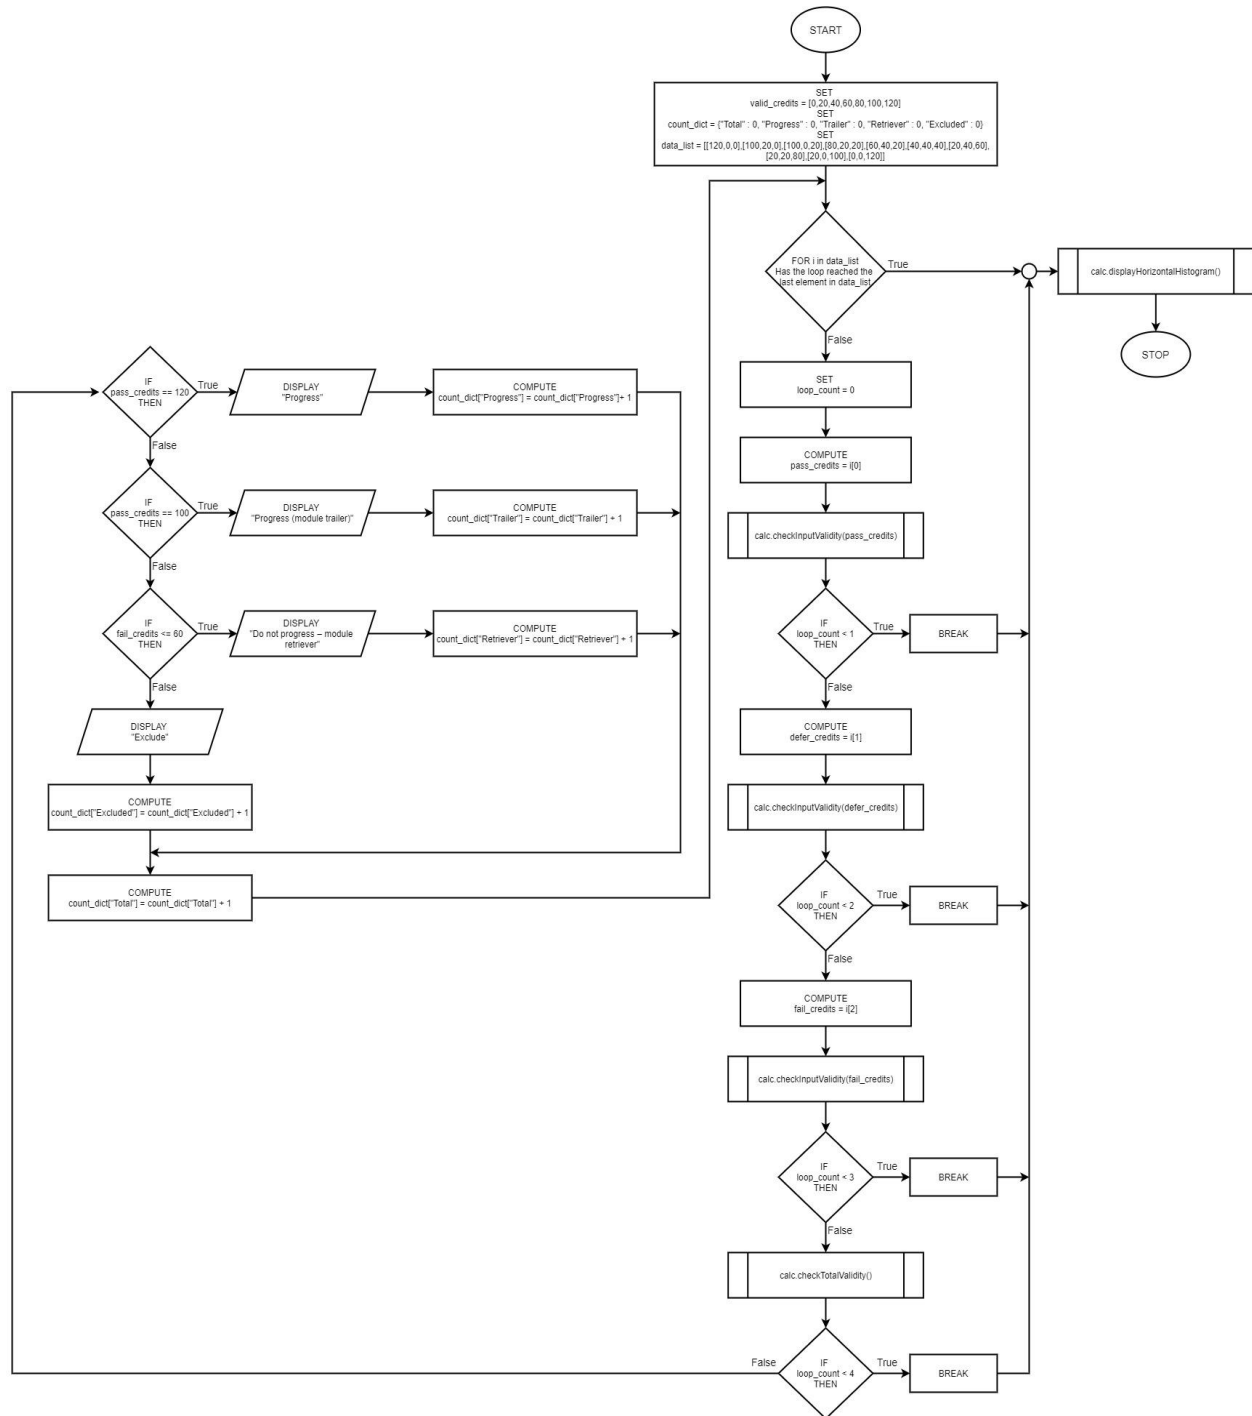 START
SET
valid_credits = [0,20,40,60,80,100,120]
SET
count_dict = {"Total" : 0, "Progress" : 0, "Trailer" : 0, "Retriever" : 0, "Excluded" : 0}
SET
data_list = [[120,0,0],[100,20,0],[100,0,20],[80,20,20],[60,40,20],[40,40,40],[20,40,60],
[20,20,80],[20,0,100],[0,0,120]]
FOR i in data_list
Has the loop reached the
last element in data_list
True
calc.displayHorizontalHistogram()
STOP
False
SET
loop_count = 0
COMPUTE
pass_credits = i[0]
calc.checkInputValidity(pass_credits)
IF
loop_count < 1
THEN
True
BREAK
False
COMPUTE
defer_credits = i[1]
calc.checkInputValidity(defer_credits)
IF
loop_count < 2
THEN
True
BREAK
False
COMPUTE
fail_credits = i[2]
calc.checkInputValidity(fail_credits)
IF
loop_count < 3
THEN
True
BREAK
False
calc.checkTotalValidity()
IF
loop_count < 4
THEN
True
BREAK
False
IF
pass_credits == 120
THEN
True
DISPLAY
"Progress"
COMPUTE
count_dict["Progress"] = count_dict["Progress"]+ 1
False
IF
pass_credits == 100
THEN
True
DISPLAY
"Progress (module trailer)"
COMPUTE
count_dict["Trailer"] = count_dict["Trailer"] + 1
False
IF
fail_credits <= 60
THEN
True
DISPLAY
"Do not progress – module
retriever"
COMPUTE
count_dict["Retriever"] = count_dict["Retriever"] + 1
False
DISPLAY
"Exclude"
COMPUTE
count_dict["Excluded"] = count_dict["Excluded"] + 1
COMPUTE
count_dict["Total"] = count_dict["Total"] + 1